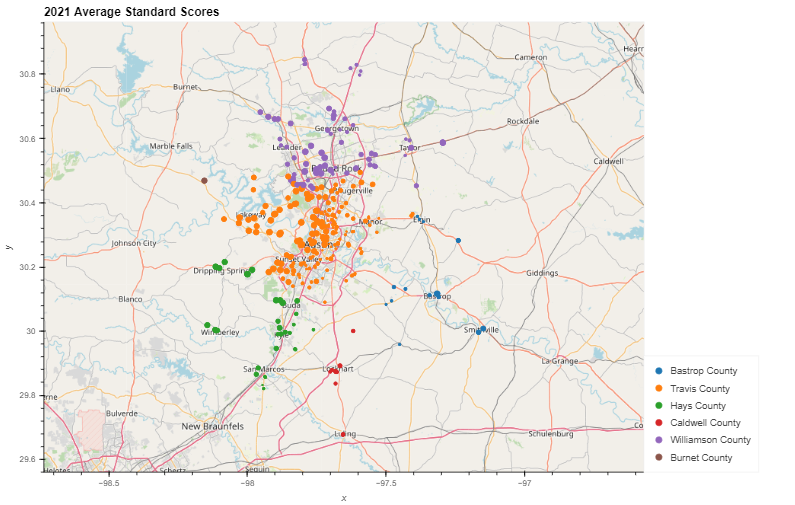 2021 Average Standard Scores
30.8
30.6
30.4
30.2
30
29.8
29.6
y
Cameron
Hearn
Llano
Burnet
Rockdale
Georgetown
Marble Falls
Leander
Taylor
Caldwell
Round Rock
Pflugerville
Lakeway
Manor
Elgin
Johnson City
Austin
Sunset Valley
Dripping Springs
Giddings
Blanco
Bastrop
Buda
Wimberley
Kyle
Smithville
San Marcos
Lockhart
La Grange
rne
Bulverde
New Braunfels
Luling
Schulenburg
Co
Helotes
Schertz
Seguin
−98.5
−98
−97.5
−97
x
Bastrop County
Travis County
Hays County
Caldwell County
Williamson County
Burnet County